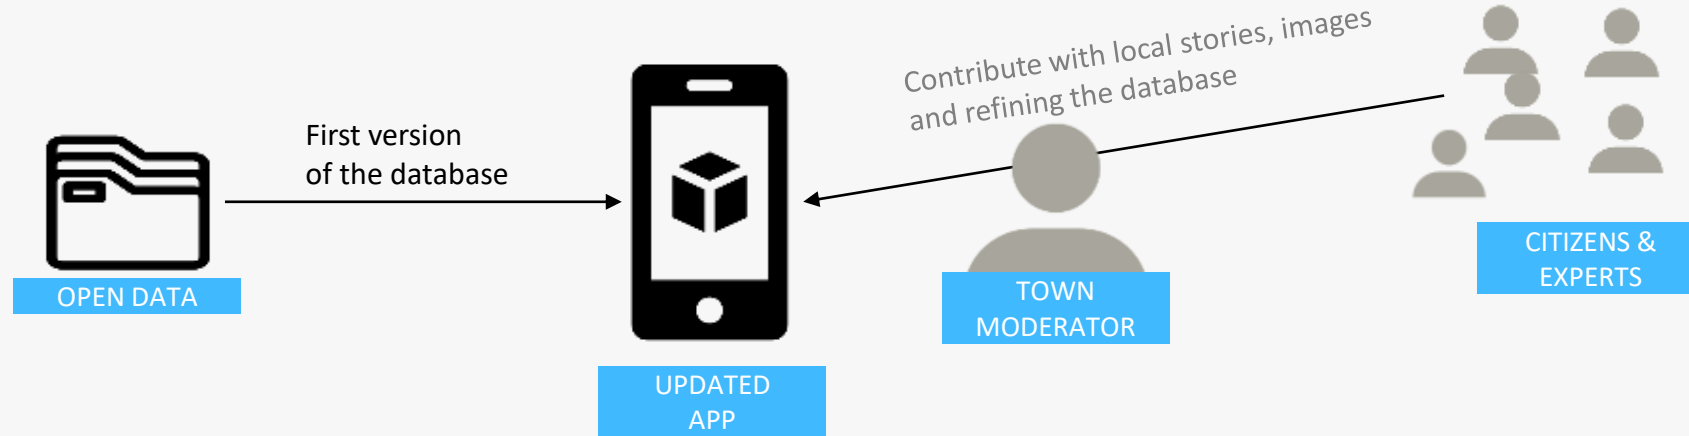 First version
of the database
Contribute with local stories, images
and refining the database
OPEN DATA
UPDATED
APP
TOWN
MODERATOR
CITIZENS &
EXPERTS